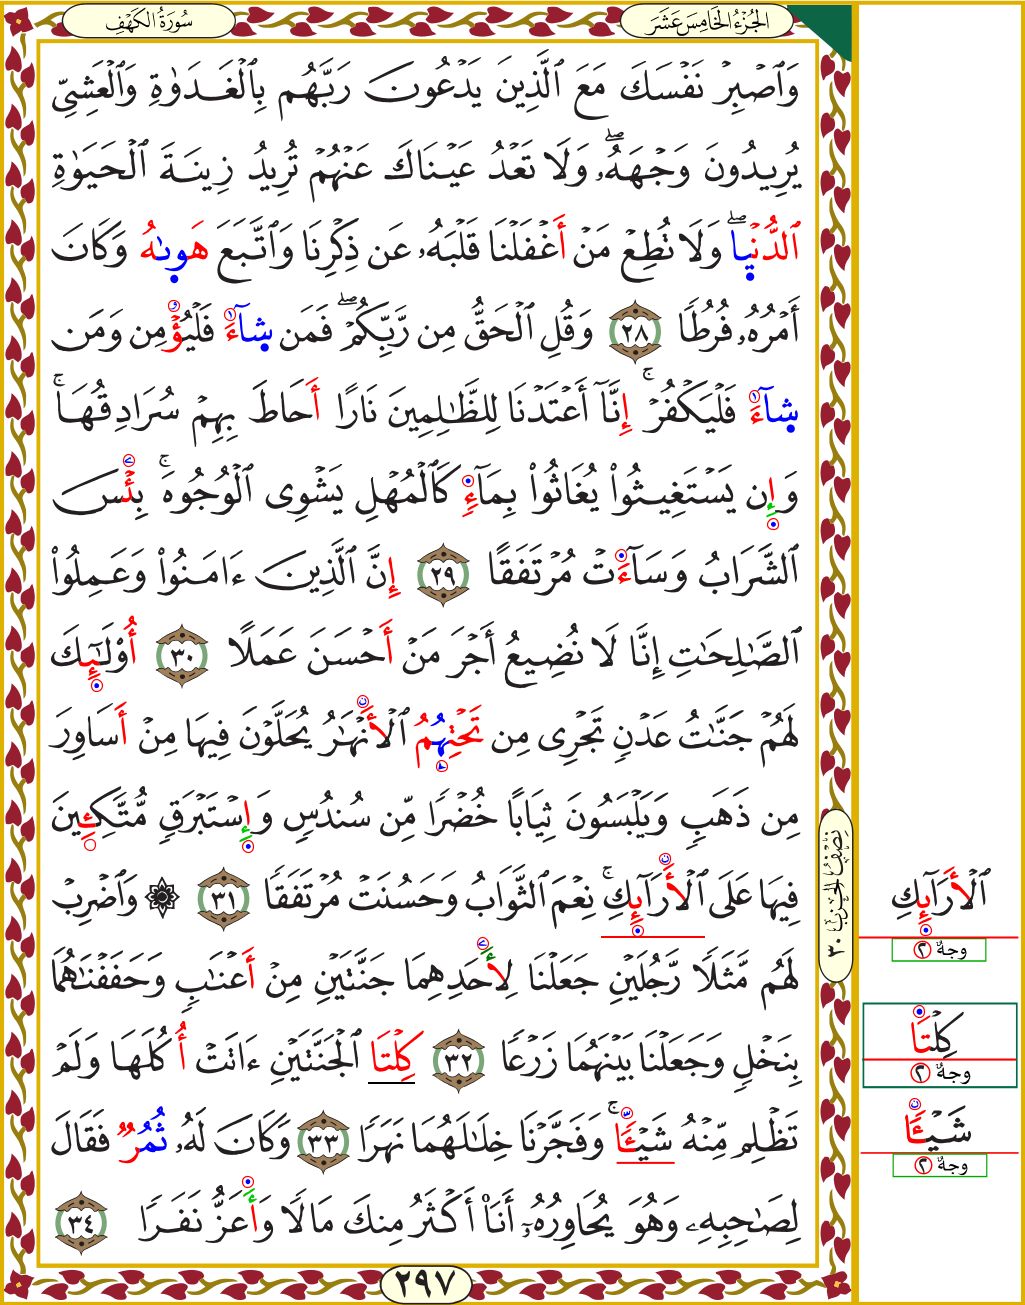 سُورَةُ الكَهۡفِ
الجُزۡءُ الخَامِسَ عَشَرَ
وَٱصۡبِرۡ نَفۡسَكَ مَعَ ٱلَّذِينَ يَدۡعُونَ رَبَّهُم بِٱلۡغَدَوٰةِ وَٱلۡعَشِيِّ
يُرِيدُونَ وَجۡهَهُۥۖ وَلَا تَعۡدُ عَيۡنَاكَ عَنۡهُمۡ تُرِيدُ زِينَةَ ٱلۡحَيَوٰةِ
ٱلدُّنۡيٜاۖ وَلَا تُطِعۡ مَنۡ أَغۡفَلۡنَا قَلۡبَهُۥ عَن ذِكۡرِنَا وَٱتَّبَعَ هَوٜىٰهُ وَكَانَ
أَمۡرُهُۥ فُرُطٗا ٢٨ وَقُلِ ٱلۡحَقُّ مِن رَّبِّكُمۡۖ فَمَن شٜآءَ فَلۡيُؤۡمِن وَمَن
شٜآءَ فَلۡيَكۡفُرۡۚ إِنَّآ أَعۡتَدۡنَا لِلظَّٰلِمِينَ نَارًا أَحَاطَ بِهِمۡ سُرَادِقُهَاۚ
وَإِن يَسۡتَغِيثُواْ يُغَاثُواْ بِمَآءٖ كَٱلۡمُهۡلِ يَشۡوِي ٱلۡوُجُوهَۚ بِئۡسَ
ٱلشَّرَابُ وَسَآءَتۡ مُرۡتَفَقًا ٢٩ إِنَّ ٱلَّذِينَ ءَامَنُواْ وَعَمِلُواْ
ٱلصَّٰلِحَٰتِ إِنَّا لَا نُضِيعُ أَجۡرَ مَنۡ أَحۡسَنَ عَمَلًا ٣٠ أُوْلَٰٓئِكَ
لَهُمۡ جَنَّٰتُ عَدۡنٖ تَجۡرِي مِن تَحۡتِهُمُ ٱلۡأَنۡهَٰرُ يُحَلَّوۡنَ فِيهَا مِنۡ أَسَاوِرَ
مِن ذَهَبٖ وَيَلۡبَسُونَ ثِيَابًا خُضۡرٗا مِّن سُندُسٖ وَإِسۡتَبۡرَقٖ مُّتَّكِـِٔينَ
فِيهَا عَلَى ٱلۡأَرَآئِكِۚ نِعۡمَ ٱلثَّوَابُ وَحَسُنَتۡ مُرۡتَفَقٗا ٣١ ۞ وَٱضۡرِبۡ
لَهُم مَّثَلٗا رَّجُلَيۡنِ جَعَلۡنَا لِأَحَدِهِمَا جَنَّتَيۡنِ مِنۡ أَعۡنَٰبٖ وَحَفَفۡنَٰهُمَا
بِنَخۡلٖ وَجَعَلۡنَا بَيۡنَهُمَا زَرۡعٗا ٣٢ كِلۡتَا ٱلۡجَنَّتَيۡنِ ءَاتَتۡ أُكُلَهَا وَلَمۡ
تَظۡلِم مِّنۡهُ شَيۡـٔٗاۚ وَفَجَّرۡنَا خِلَٰلَهُمَا نَهَرٗا ٣٣ وَكَانَ لَهُۥ ثُمُرٞ فَقَالَ
لِصَٰحِبِهِۦ وَهُوَ يُحَاوِرُهُۥٓ أَنَا۠ أَكۡثَرُ مِنكَ مَالٗا وَأَعَزُّ نَفَرٗا ٣٤
٢٩٧
نِصۡفُ الحِزۡب ٣٠
ٱلۡأَرَآئِكِ
وجهٌ ٢
كِلۡتَا
وجهٌ ٢
شَيۡـًٔا
وجهٌ ٢